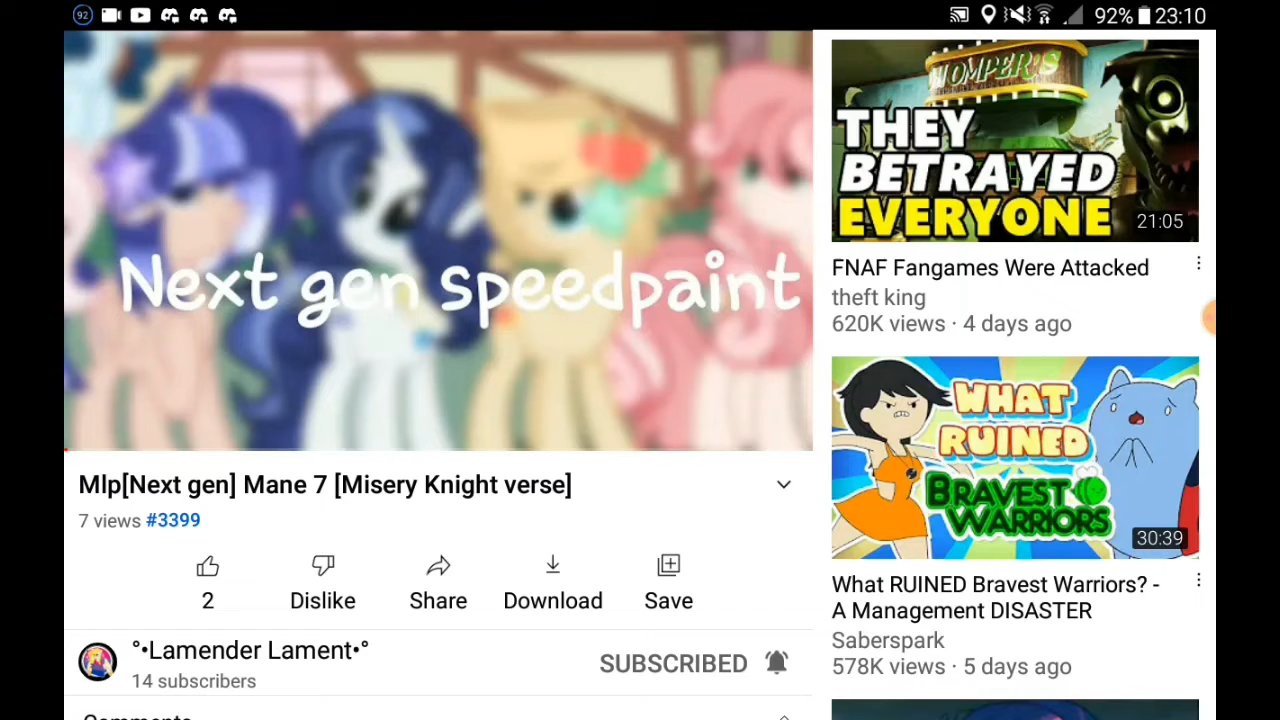 92
92% 23:10
Next gen speedpaint
Mlp[Next gen] Mane 7 [Misery Knight verse]
7 views #3399
2
Dislike
Share
Download
Save
°•Lamender Lament•°
14 subscribers
SUBSCRIBED
Comments
THEY
BETRAYED
EVERYONE
21:05
FNAF Fangames Were Attacked
theft king
620K views · 4 days ago
WHAT
RUINED
BRAVEST
WARRIORS
30:39
What RUINED Bravest Warriors? -
A Management DISASTER
Saberspark
578K views · 5 days ago